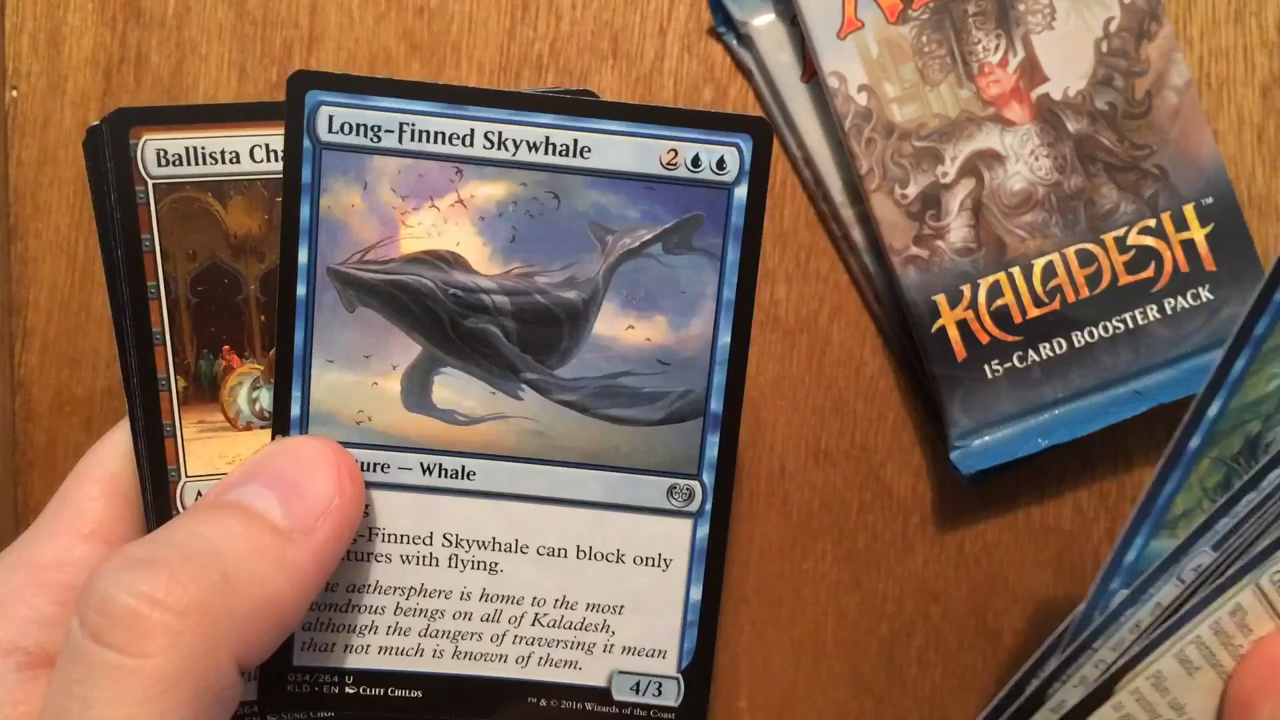 Long-Finned Skywhale
2
ture — Whale
g
g-Finned Skywhale can block only
tures with flying.
e aethersphere is home to the most
wondrous beings on all of Kaladesh,
although the dangers of traversing it mean
that not much is known of them.
054/264 U
KLD • EN Cliff Childs
4/3
™ & © 2016 Wizards of the Coast
Ballista Cha
KALADESH™
15-CARD BOOSTER PACK